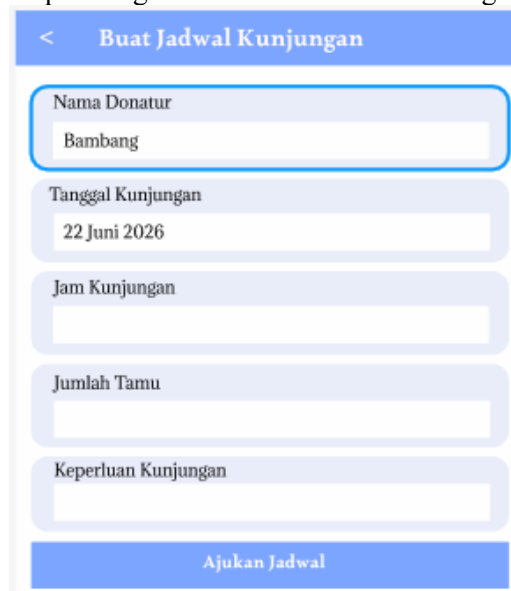 < Buat Jadwal Kunjungan
Nama Donatur
Bambang
Tanggal Kunjungan
22 Juni 2026
Jam Kunjungan
Jumlah Tamu
Keperluan Kunjungan
Ajukan Jadwal